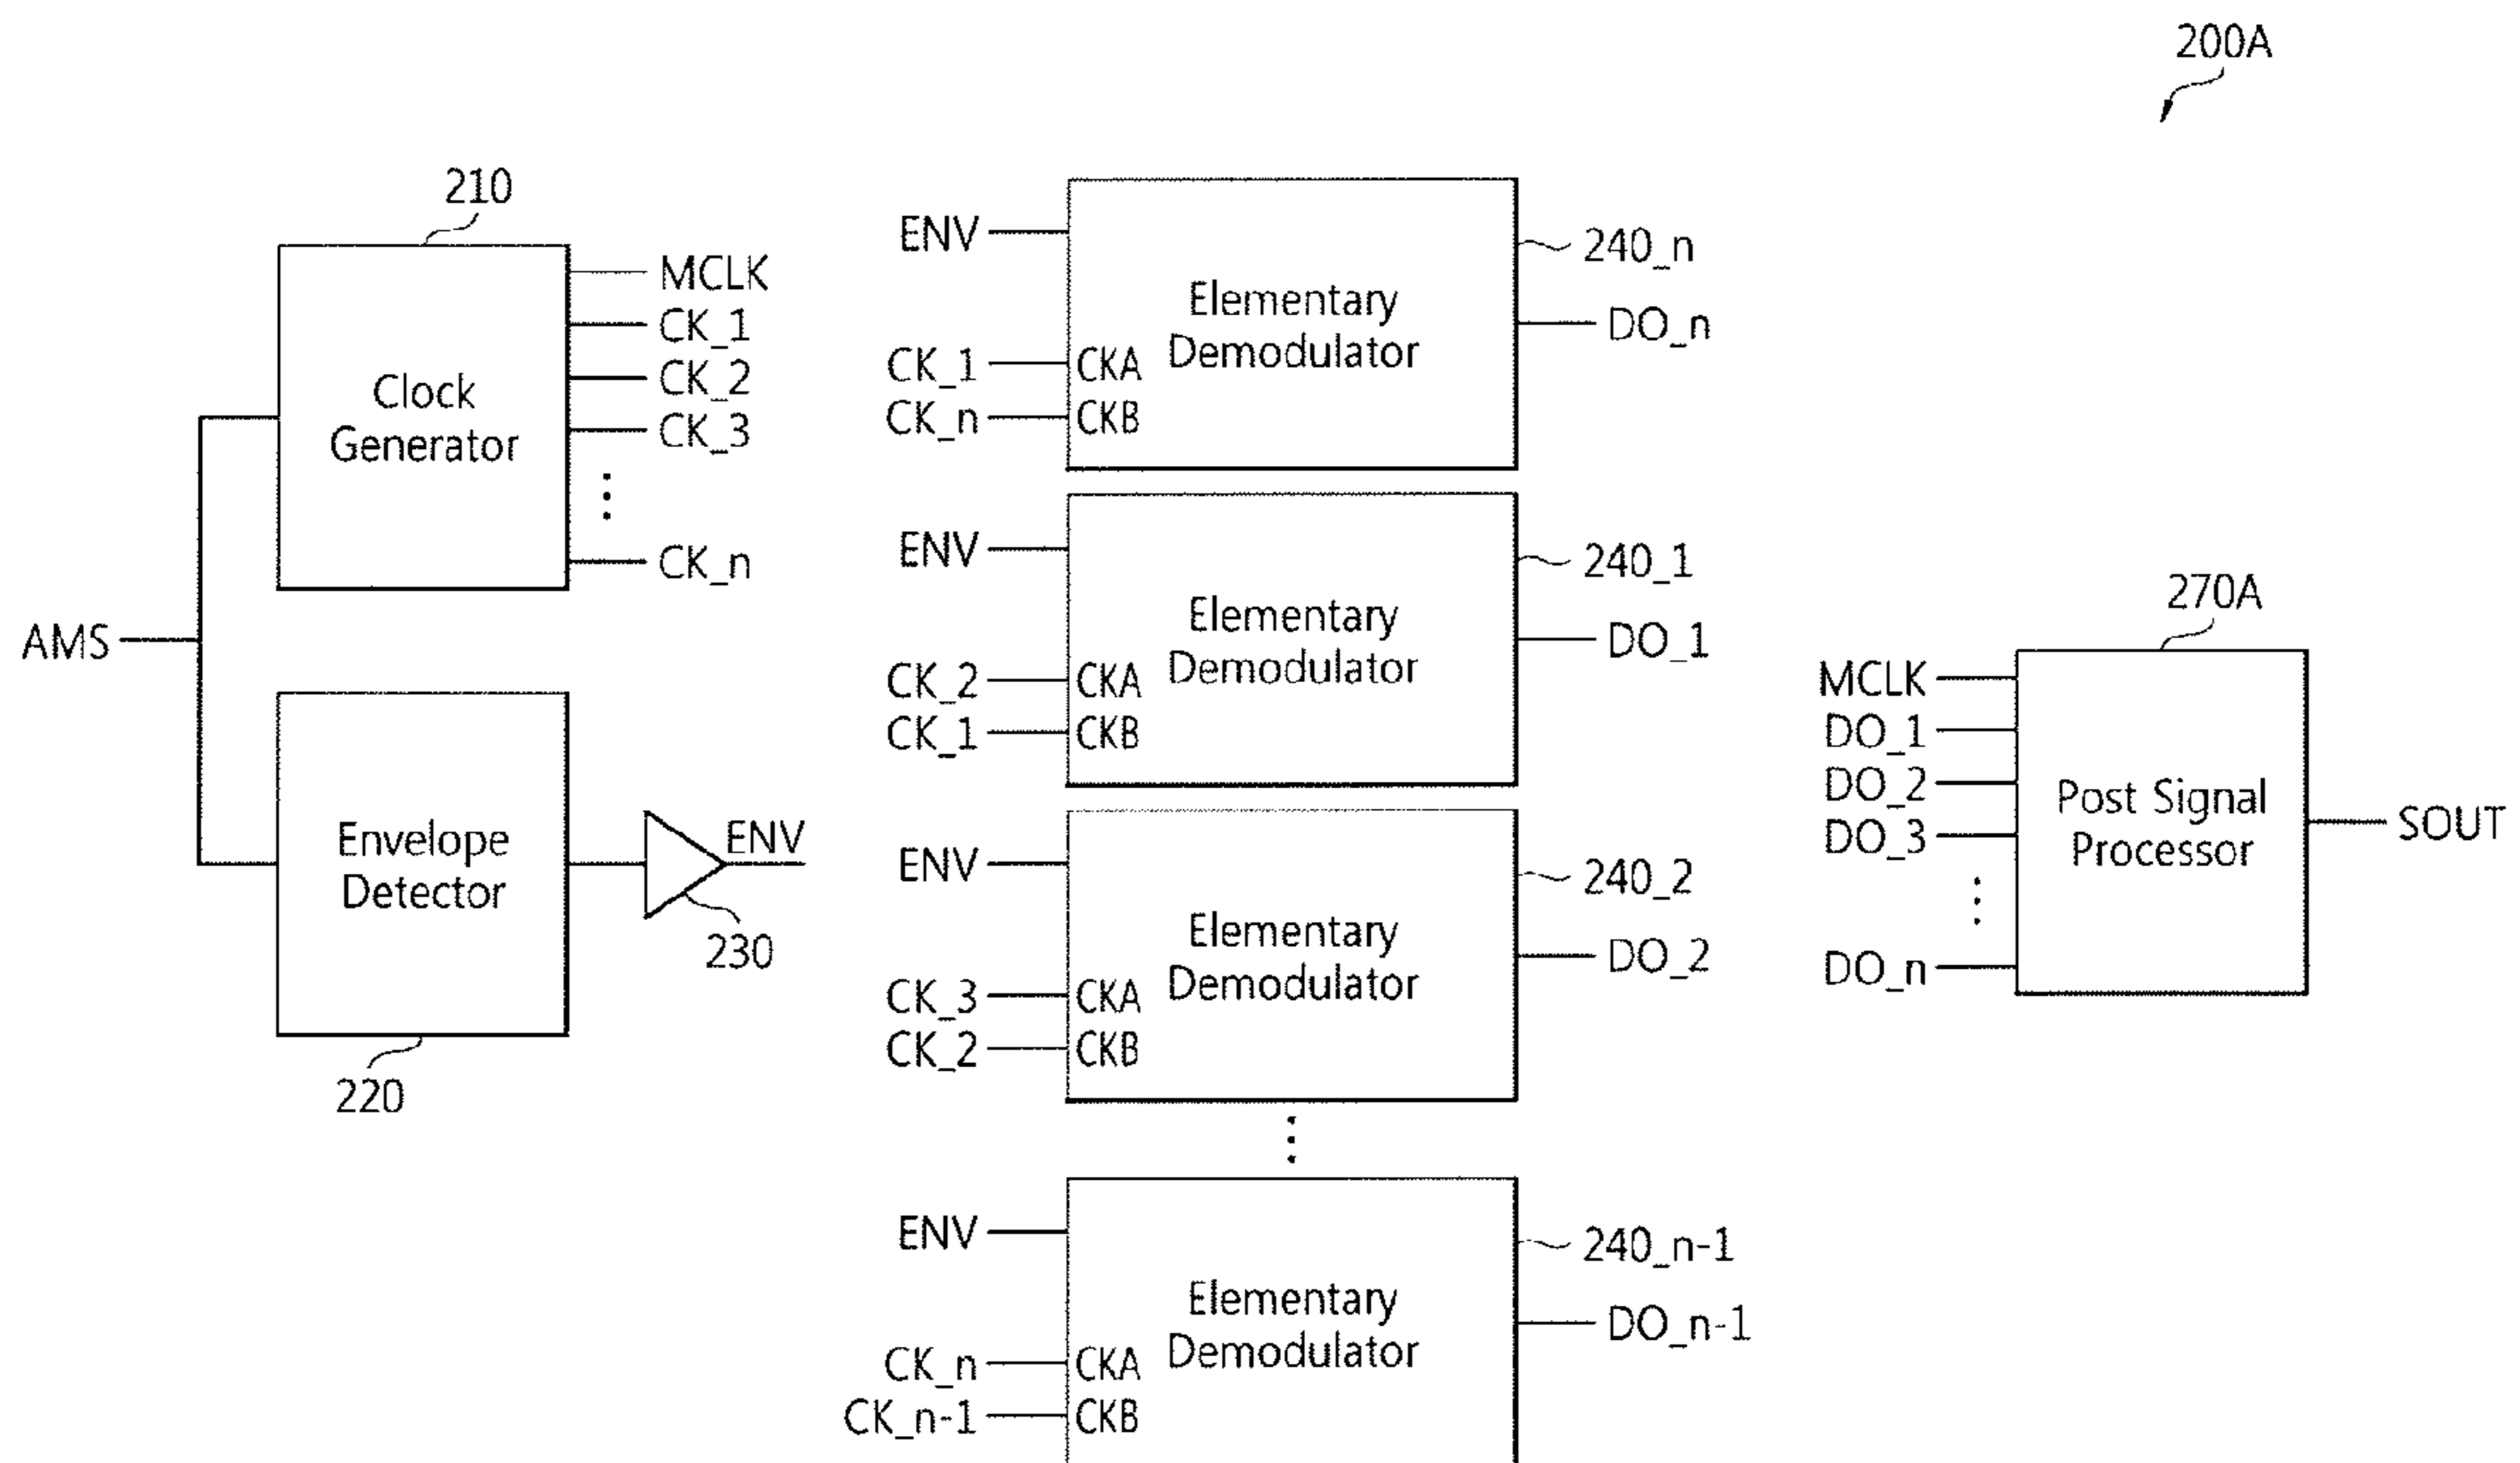 200A
210
MCLK
CK_1
CK_2
CK_3
CK_n
Clock
Generator
AMS
Envelope
Detector
ENV
230
220
ENV
CK_1
CK_n
CKA
CKB
Elementary
Demodulator
240_n
DO_n
ENV
CK_2
CK_1
CKA
CKB
Elementary
Demodulator
240_1
DO_1
ENV
CK_3
CK_2
CKA
CKB
Elementary
Demodulator
240_2
DO_2
ENV
CK_n
CK_n-1
CKA
CKB
Elementary
Demodulator
240_n-1
DO_n-1
270A
MCLK
DO_1
DO_2
DO_3
DO_n
Post Signal
Processor
SOUT